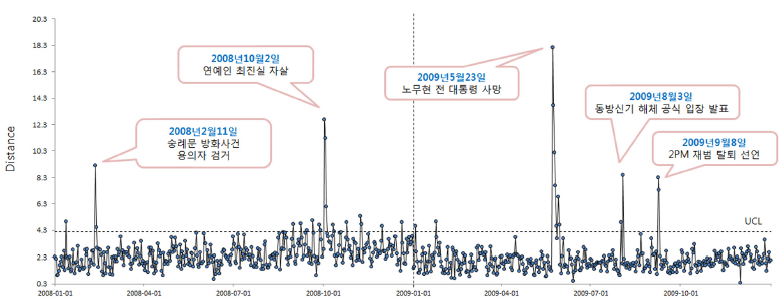 20.3
18.3
16.3
14.3
12.3
10.3
8.3
6.3
4.3
2.3
0.3
Distance
2008년2월11일
숭례문 방화사건
용의자 검거
2008년10월2일
연예인 최진실 자살
2009년5월23일
노무현 전 대통령 사망
2009년8월3일
동방신기 해체 공식 입장 발표
2009년9월8일
2PM 재범 탈퇴 선언
UCL
2008-01-01
2008-04-01
2008-07-01
2008-10-01
2009-01-01
2009-04-01
2009-07-01
2009-10-01